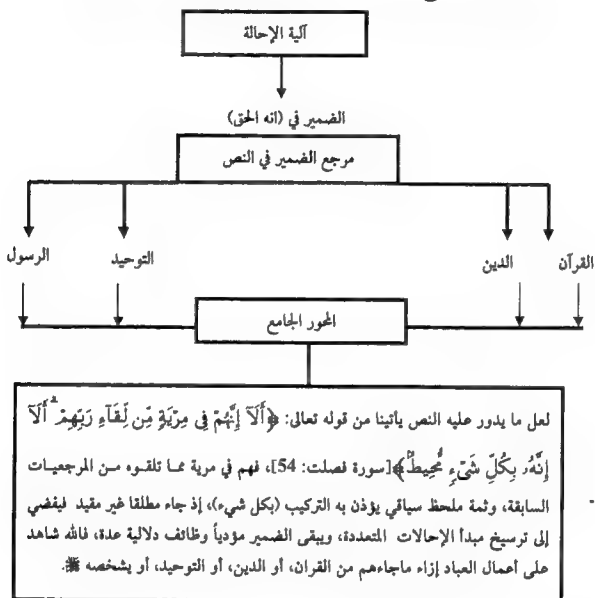 آلية الإحالة
الضمير في (انه الحق)
مرجع الضمير في النص
القرآن
الدين
التوحيد
الرسول
المحور الجامع
لعل ما يدور عليه النص يأتينا من قوله تعالى: ﴿أَلَآ إِنَّهُمْ فِى مِرْيَةٍ مِّن لِّقَآءِ رَبِّهِمْ ۗ أَلَآ
إِنَّهُۥ بِكُلِّ شَىْءٍ مُّحِيطٌۢ﴾[سورة فصلت: 54]، فهم في مرية مما تلقوه من المرجعيات
السابقة، وثمة ملحظ سياقي يؤذن به التركيب (بكل شيء)، إذ جاء مطلقا غير مقيد فيفضي
إلى ترسيخ مبدأ الإحالات المتعددة، ويبقى الضمير مؤدياً وظائف دلالية عدة، فالله شاهد
على أعمال العباد إزاء ماجاءهم من القران، أو الدين، أو التوحيد، أو بشخصه ﷺ.